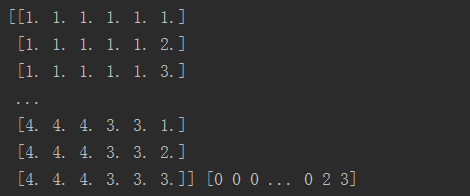 [[1. 1. 1. 1. 1. 1.]
[1. 1. 1. 1. 1. 2.]
[1. 1. 1. 1. 1. 3.]
...
[4. 4. 4. 3. 3. 1.]
[4. 4. 4. 3. 3. 2.]
[4. 4. 4. 3. 3. 3.]] [0 0 0 ... 0 2 3]